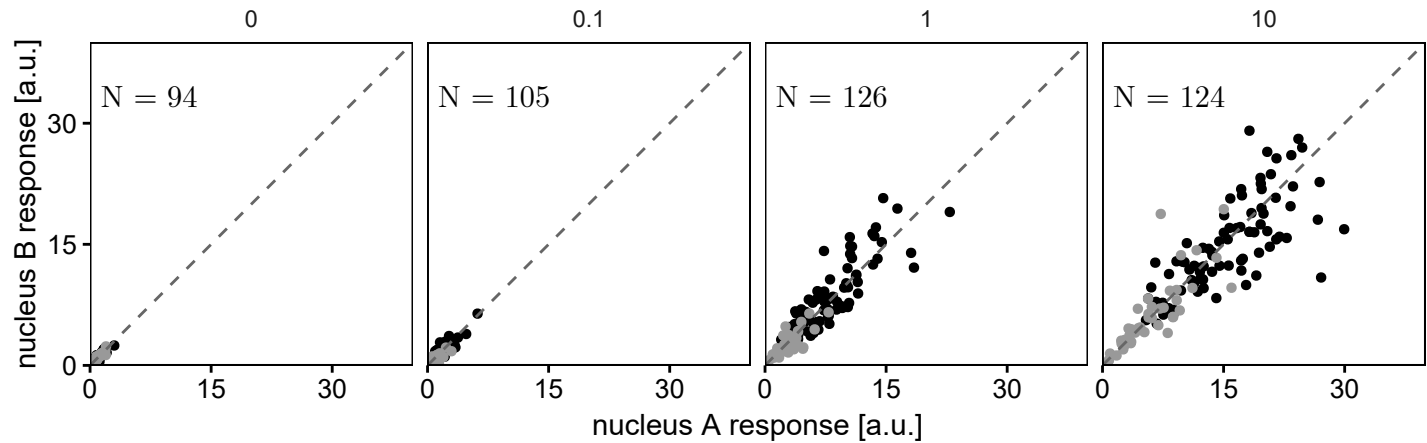 0 0.1 1 10
nucleus B response [a.u.]
30
15
0
N = 94 N = 105 N = 126 N = 124
0 15 30 0 15 30 0 15 30 0 15 30
nucleus A response [a.u.]